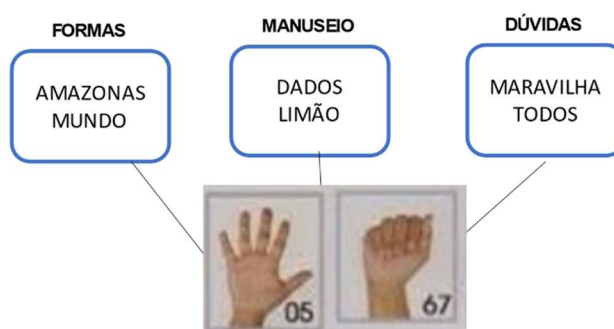 FORMAS
MANUSEIO
DÚVIDAS
AMAZONAS
MUNDO
DADOS
LIMÃO
MARAVILHA
TODOS
05
67